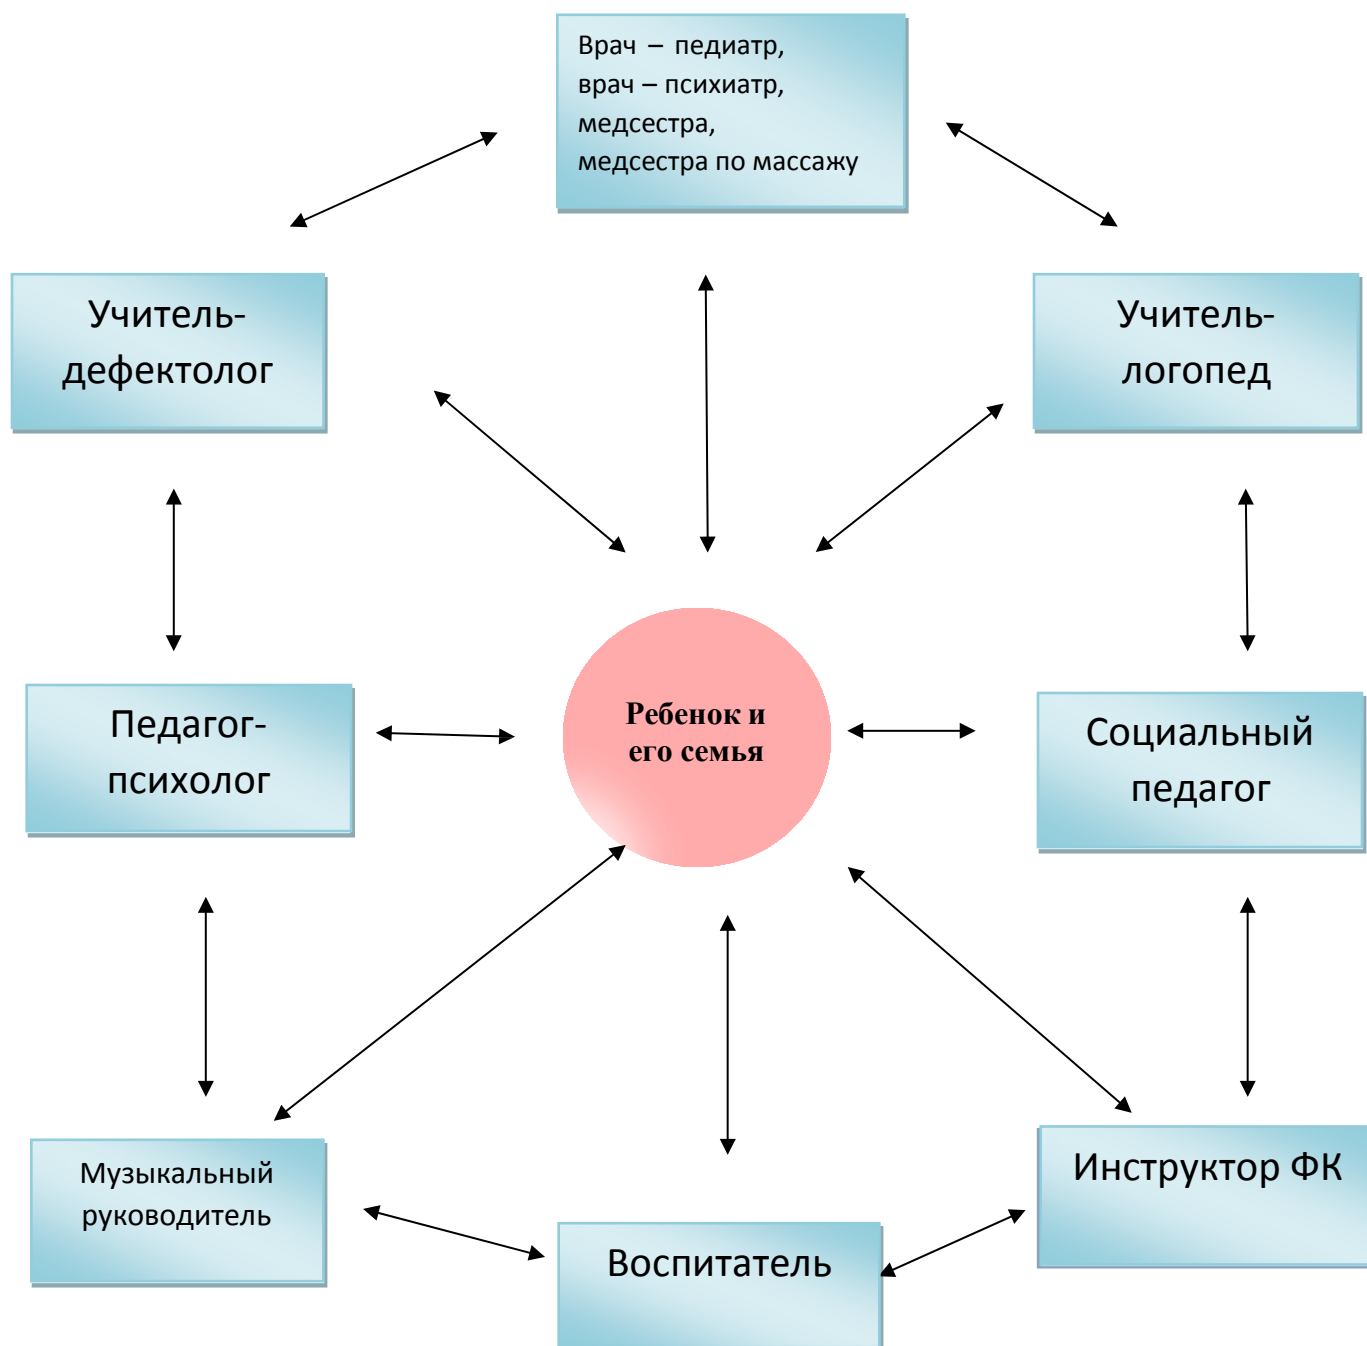 Врач – педиатр,
врач – психиатр,
медсестра,
медсестра по массажу
Учитель-
дефектолог
Учитель-
логопед
Педагог-
психолог
Ребенок и
его семья
Социальный
педагог
Музыкальный
руководитель
Воспитатель
Инструктор ФК